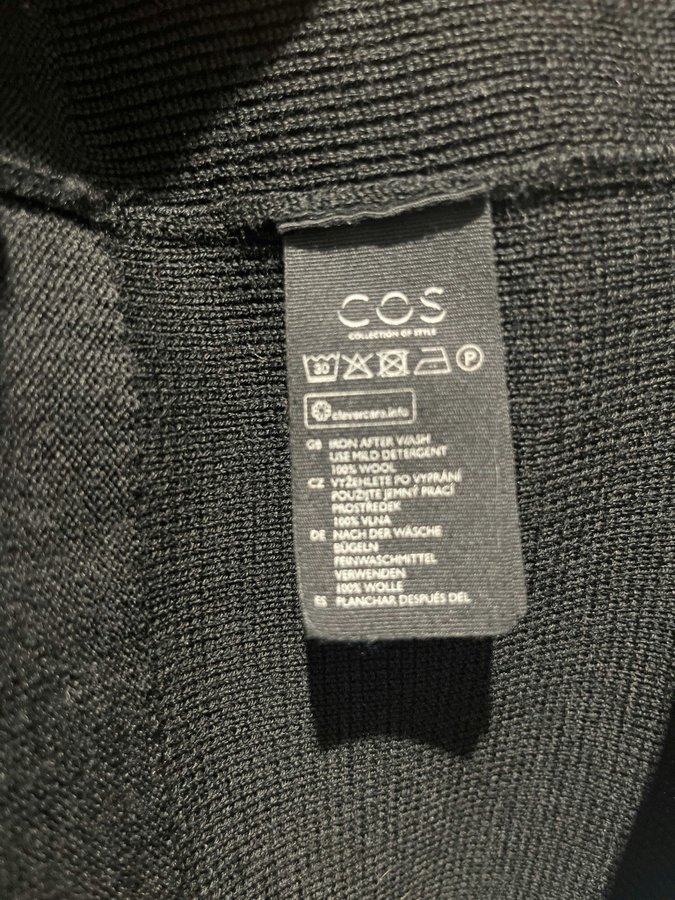 COS
COLLECTION OF STYLE
30 P
clevercare.info
GB IRON AFTER WASH
USE MILD DETERGENT
100% WOOL
CZ VYŽEHLETE PO VYPRÁNÍ
POUŽIJTE JEMNÝ PRACÍ
PROSTŘEDEK
100% VLNA
DE NACH DER WÄSCHE
BÜGELN
FEINWASCHMITTEL
VERWENDEN
100% WOLLE
ES PLANCHAR DESPUÉS DEL